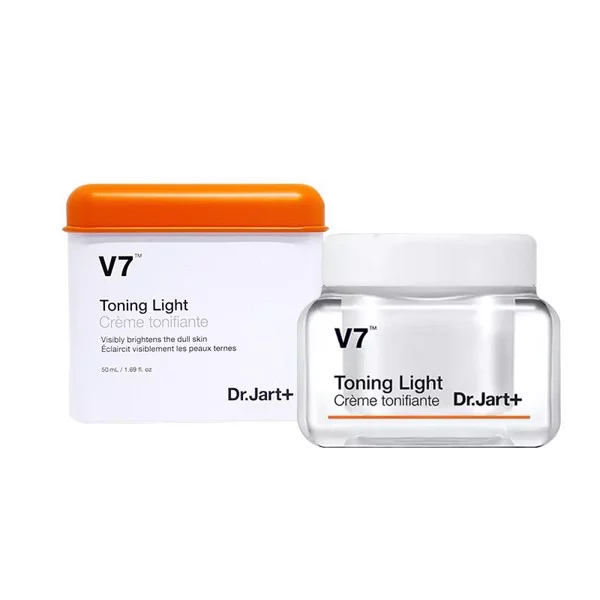 V7™
Toning Light
Crème tonifiante
Visibly brightens the dull skin
Éclaircit visiblement les peaux ternes
50 mL / 1.69 fl. oz
Dr.Jart+
V7™
Toning Light
Crème tonifiante Dr.Jart+